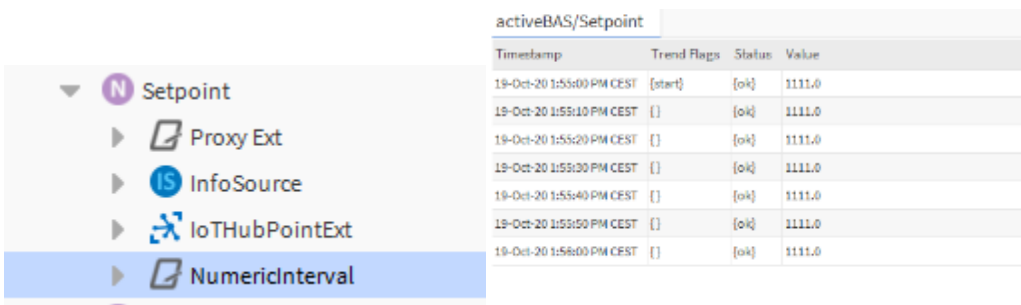 N Setpoint
Proxy Ext
IS InfoSource
IoTHubPointExt
NumericInterval
activeBAS/Setpoint
Timestamp Trend Flags Status Value
19-Oct-20 1:55:00 PM CEST {start} {ok} 1111.0
19-Oct-20 1:55:10 PM CEST { } {ok} 1111.0
19-Oct-20 1:55:20 PM CEST { } {ok} 1111.0
19-Oct-20 1:55:30 PM CEST { } {ok} 1111.0
19-Oct-20 1:55:40 PM CEST { } {ok} 1111.0
19-Oct-20 1:55:50 PM CEST { } {ok} 1111.0
19-Oct-20 1:56:00 PM CEST { } {ok} 1111.0